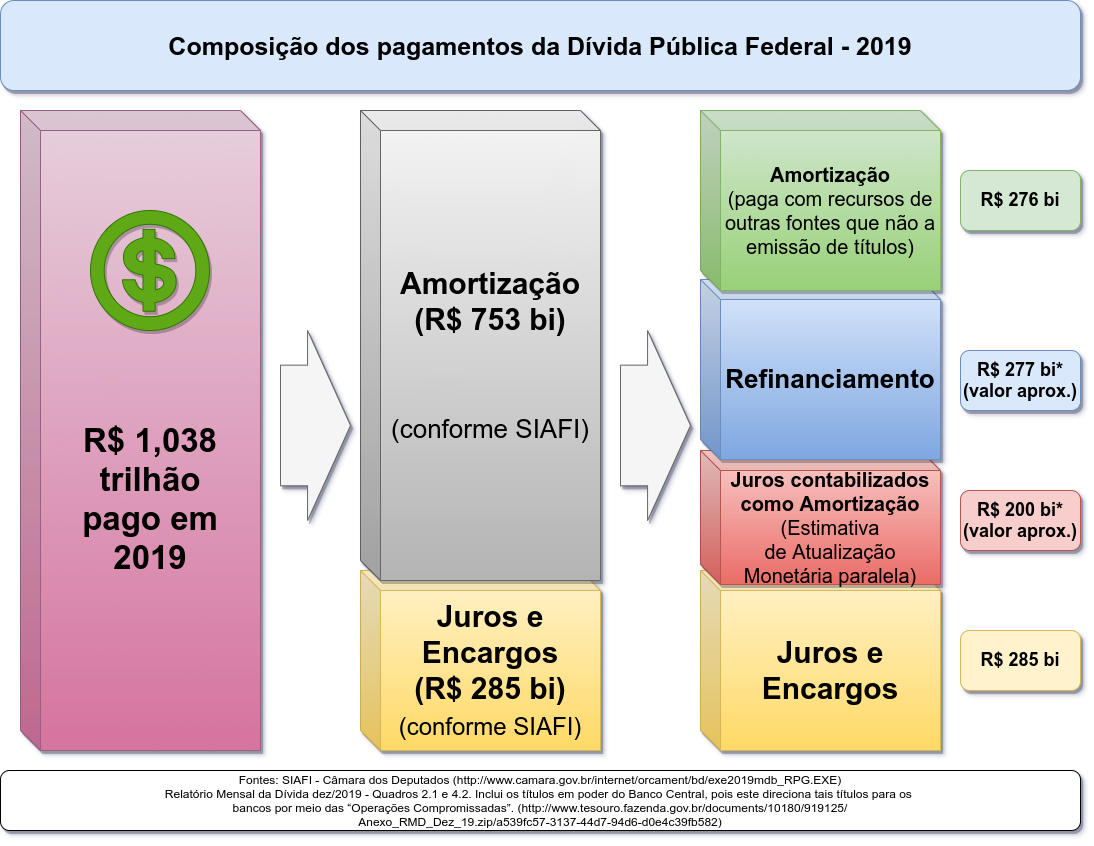 Composição dos pagamentos da Dívida Pública Federal - 2019
R$ 1,038
trilhão
pago em
2019
Amortização
(R$ 753 bi)
(conforme SIAFI)
Juros e
Encargos
(R$ 285 bi)
(conforme SIAFI)
Amortização
(paga com recursos de
outras fontes que não a
emissão de títulos)
R$ 276 bi
Refinanciamento
R$ 277 bi*
(valor aprox.)
Juros contabilizados
como Amortização
(Estimativa
de Atualização
Monetária paralela)
R$ 200 bi*
(valor aprox.)
Juros e
Encargos
R$ 285 bi
Fontes: SIAFI - Câmara dos Deputados (http://www.camara.gov.br/internet/orcament/bd/exe2019mdb_RPG.EXE)
Relatório Mensal da Dívida dez/2019 - Quadros 2.1 e 4.2. Inclui os títulos em poder do Banco Central, pois este direciona tais títulos para os
bancos por meio das “Operações Compromissadas”. (http://www.tesouro.fazenda.gov.br/documents/10180/919125/
Anexo_RMD_Dez_19.zip/a539fc57-3137-44d7-94d6-d0e4c39fb582)